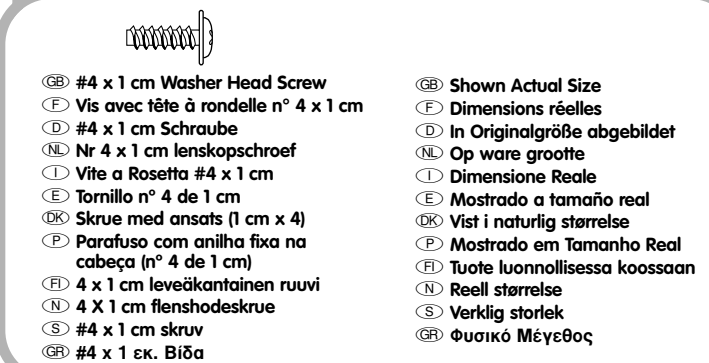 GB #4 x 1 cm Washer Head Screw
F Vis avec tête à rondelle n° 4 x 1 cm
D #4 x 1 cm Schraube
NL Nr 4 x 1 cm lenskopschroef
I Vite a Rosetta #4 x 1 cm
E Tornillo n° 4 de 1 cm
DK Skrue med ansats (1 cm x 4)
P Parafuso com anilha fixa na
cabeça (n° 4 de 1 cm)
FI 4 x 1 cm leveäkantainen ruuvi
N 4 X 1 cm flenshodeskrue
S #4 x 1 cm skruv
GR #4 x 1 εκ. Βίδα
GB Shown Actual Size
F Dimensions réelles
D In Originalgröße abgebildet
NL Op ware grootte
I Dimensione Reale
E Mostrado a tamaño real
DK Vist i naturlig størrelse
P Mostrado em Tamanho Real
FI Tuote luonnollisessa koossaan
N Reell størrelse
S Verklig storlek
GR Φυσικό Μέγεθος